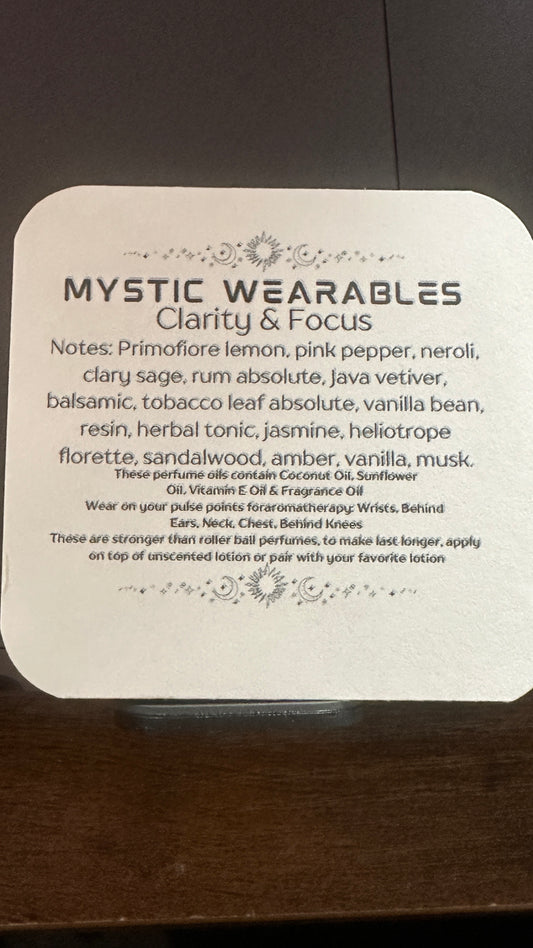 MYSTIC WEARABLES
Clarity & Focus
Notes: Primofiore lemon, pink pepper, neroli,
clary sage, rum absolute, Java vetiver,
balsamic, tobacco leaf absolute, vanilla bean,
resin, herbal tonic, jasmine, heliotrope
florette, sandalwood, amber, vanilla, musk.
These perfume oils contain Coconut Oil, Sunflower
Oil, Vitamin E Oil & Fragrance Oil
Wear on your pulse points foraromatherapy: Wrists, Behind
Ears, Neck, Chest, Behind Knees
These are stronger than roller ball perfumes, to make last longer, apply
on top of unscented lotion or pair with your favorite lotion